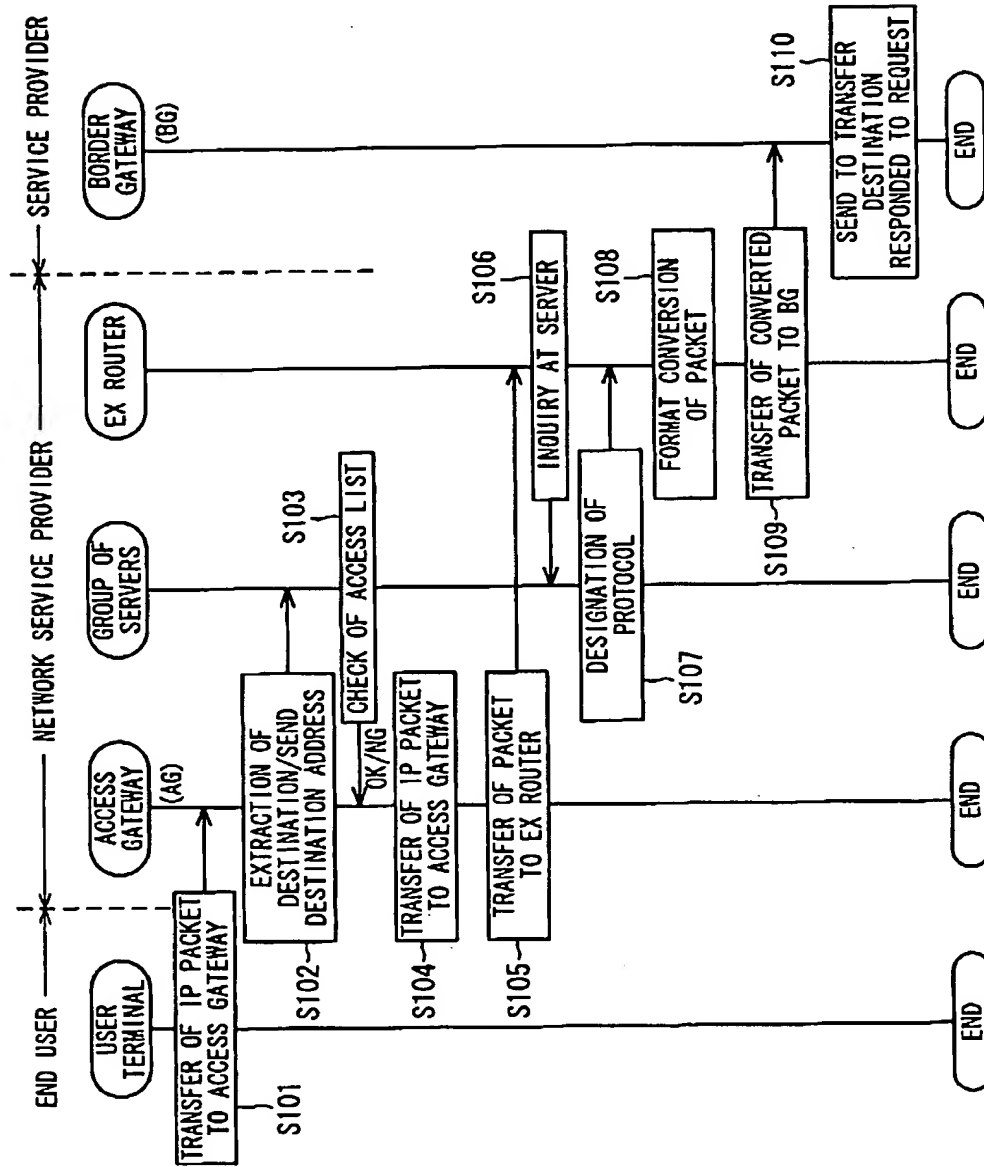 END USER
NETWORK SERVICE PROVIDER
SERVICE PROVIDER
USER
TERMINAL
ACCESS
GATEWAY
(AG)
GROUP OF
SERVERS
EX ROUTER
BORDER
GATEWAY
(BG)
TRANSFER OF IP PACKET
TO ACCESS GATEWAY
S101
EXTRACTION OF
DESTINATION/SEND
DESTINATION ADDRESS
S102
S103
CHECK OF ACCESS LIST
OK/NG
TRANSFER OF IP PACKET
TO ACCESS GATEWAY
S104
TRANSFER OF PACKET
TO EX ROUTER
S105
S106
INQUIRY AT SERVER
DESIGNATION OF
PROTOCOL
S107
S108
FORMAT CONVERSION
OF PACKET
TRANSFER OF CONVERTED
PACKET TO BG
S109
S110
SEND TO TRANSFER
DESTINATION
RESPONDED TO REQUEST
END
END
END
END
END